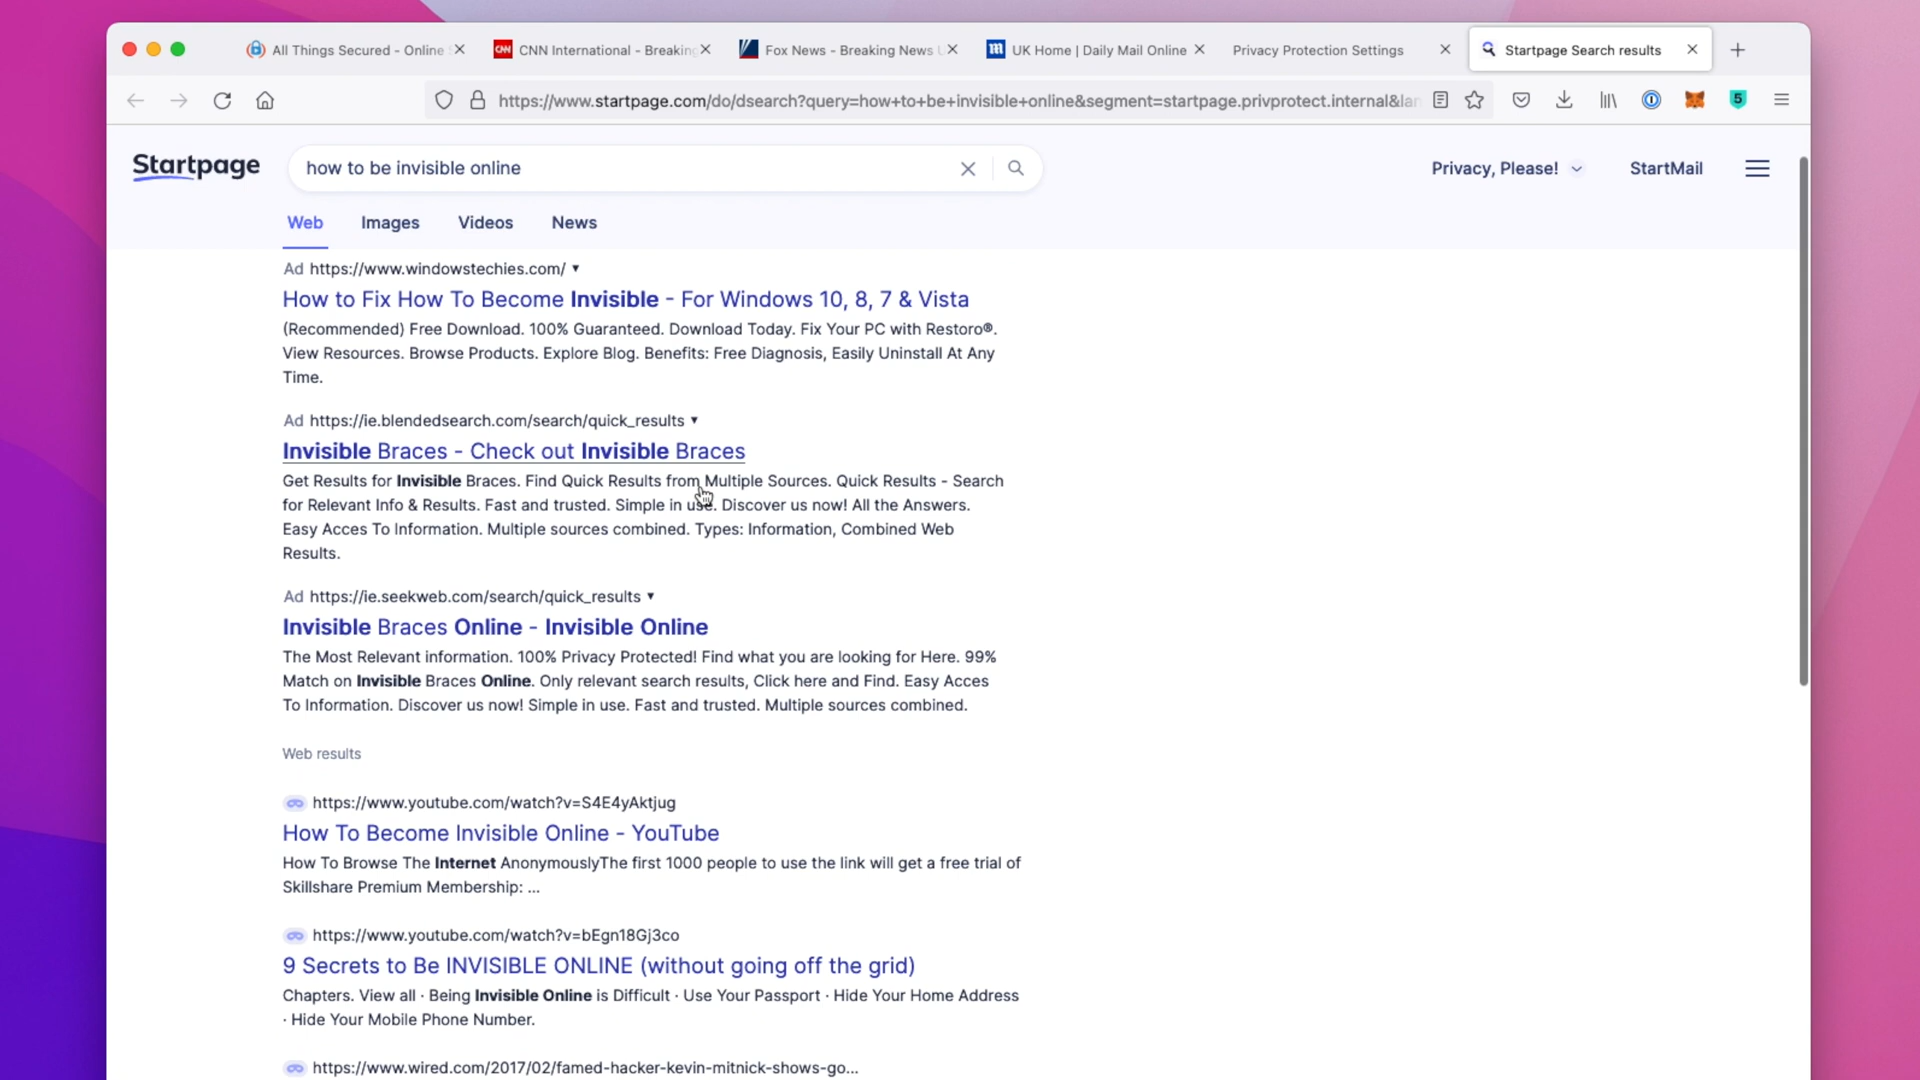 All Things Secured - Online
CNN International - Breaking
Fox News - Breaking News
UK Home | Daily Mail Online
Privacy Protection Settings
Startpage Search results
https://www.startpage.com/do/dsearch?query=how+to+be+invisible+online&segment=startpage.privprotect.internal&lan
5
Startpage
how to be invisible online
Privacy, Please!
StartMail
Web
Images
Videos
News
Ad https://www.windowstechies.com/
How to Fix How To Become Invisible - For Windows 10, 8, 7 & Vista
(Recommended) Free Download. 100% Guaranteed. Download Today. Fix Your PC with Restoro®.
View Resources. Browse Products. Explore Blog. Benefits: Free Diagnosis, Easily Uninstall At Any
Time.
Ad https://ie.blendedsearch.com/search/quick_results
Invisible Braces - Check out Invisible Braces
Get Results for Invisible Braces. Find Quick Results from Multiple Sources. Quick Results - Search
for Relevant Info & Results. Fast and trusted. Simple in use. Discover us now! All the Answers.
Easy Acces To Information. Multiple sources combined. Types: Information, Combined Web
Results.
Ad https://ie.seekweb.com/search/quick_results
Invisible Braces Online - Invisible Online
The Most Relevant information. 100% Privacy Protected! Find what you are looking for Here. 99%
Match on Invisible Braces Online. Only relevant search results, Click here and Find. Easy Acces
To Information. Discover us now! Simple in use. Fast and trusted. Multiple sources combined.
Web results
https://www.youtube.com/watch?v=S4E4yAktjug
How To Become Invisible Online - YouTube
How To Browse The Internet AnonymouslyThe first 1000 people to use the link will get a free trial of
Skillshare Premium Membership: ...
https://www.youtube.com/watch?v=bEgn18Gj3co
9 Secrets to Be INVISIBLE ONLINE (without going off the grid)
Chapters. View all · Being Invisible Online is Difficult · Use Your Passport · Hide Your Home Address
· Hide Your Mobile Phone Number.
https://www.wired.com/2017/02/famed-hacker-kevin-mitnick-shows-go...